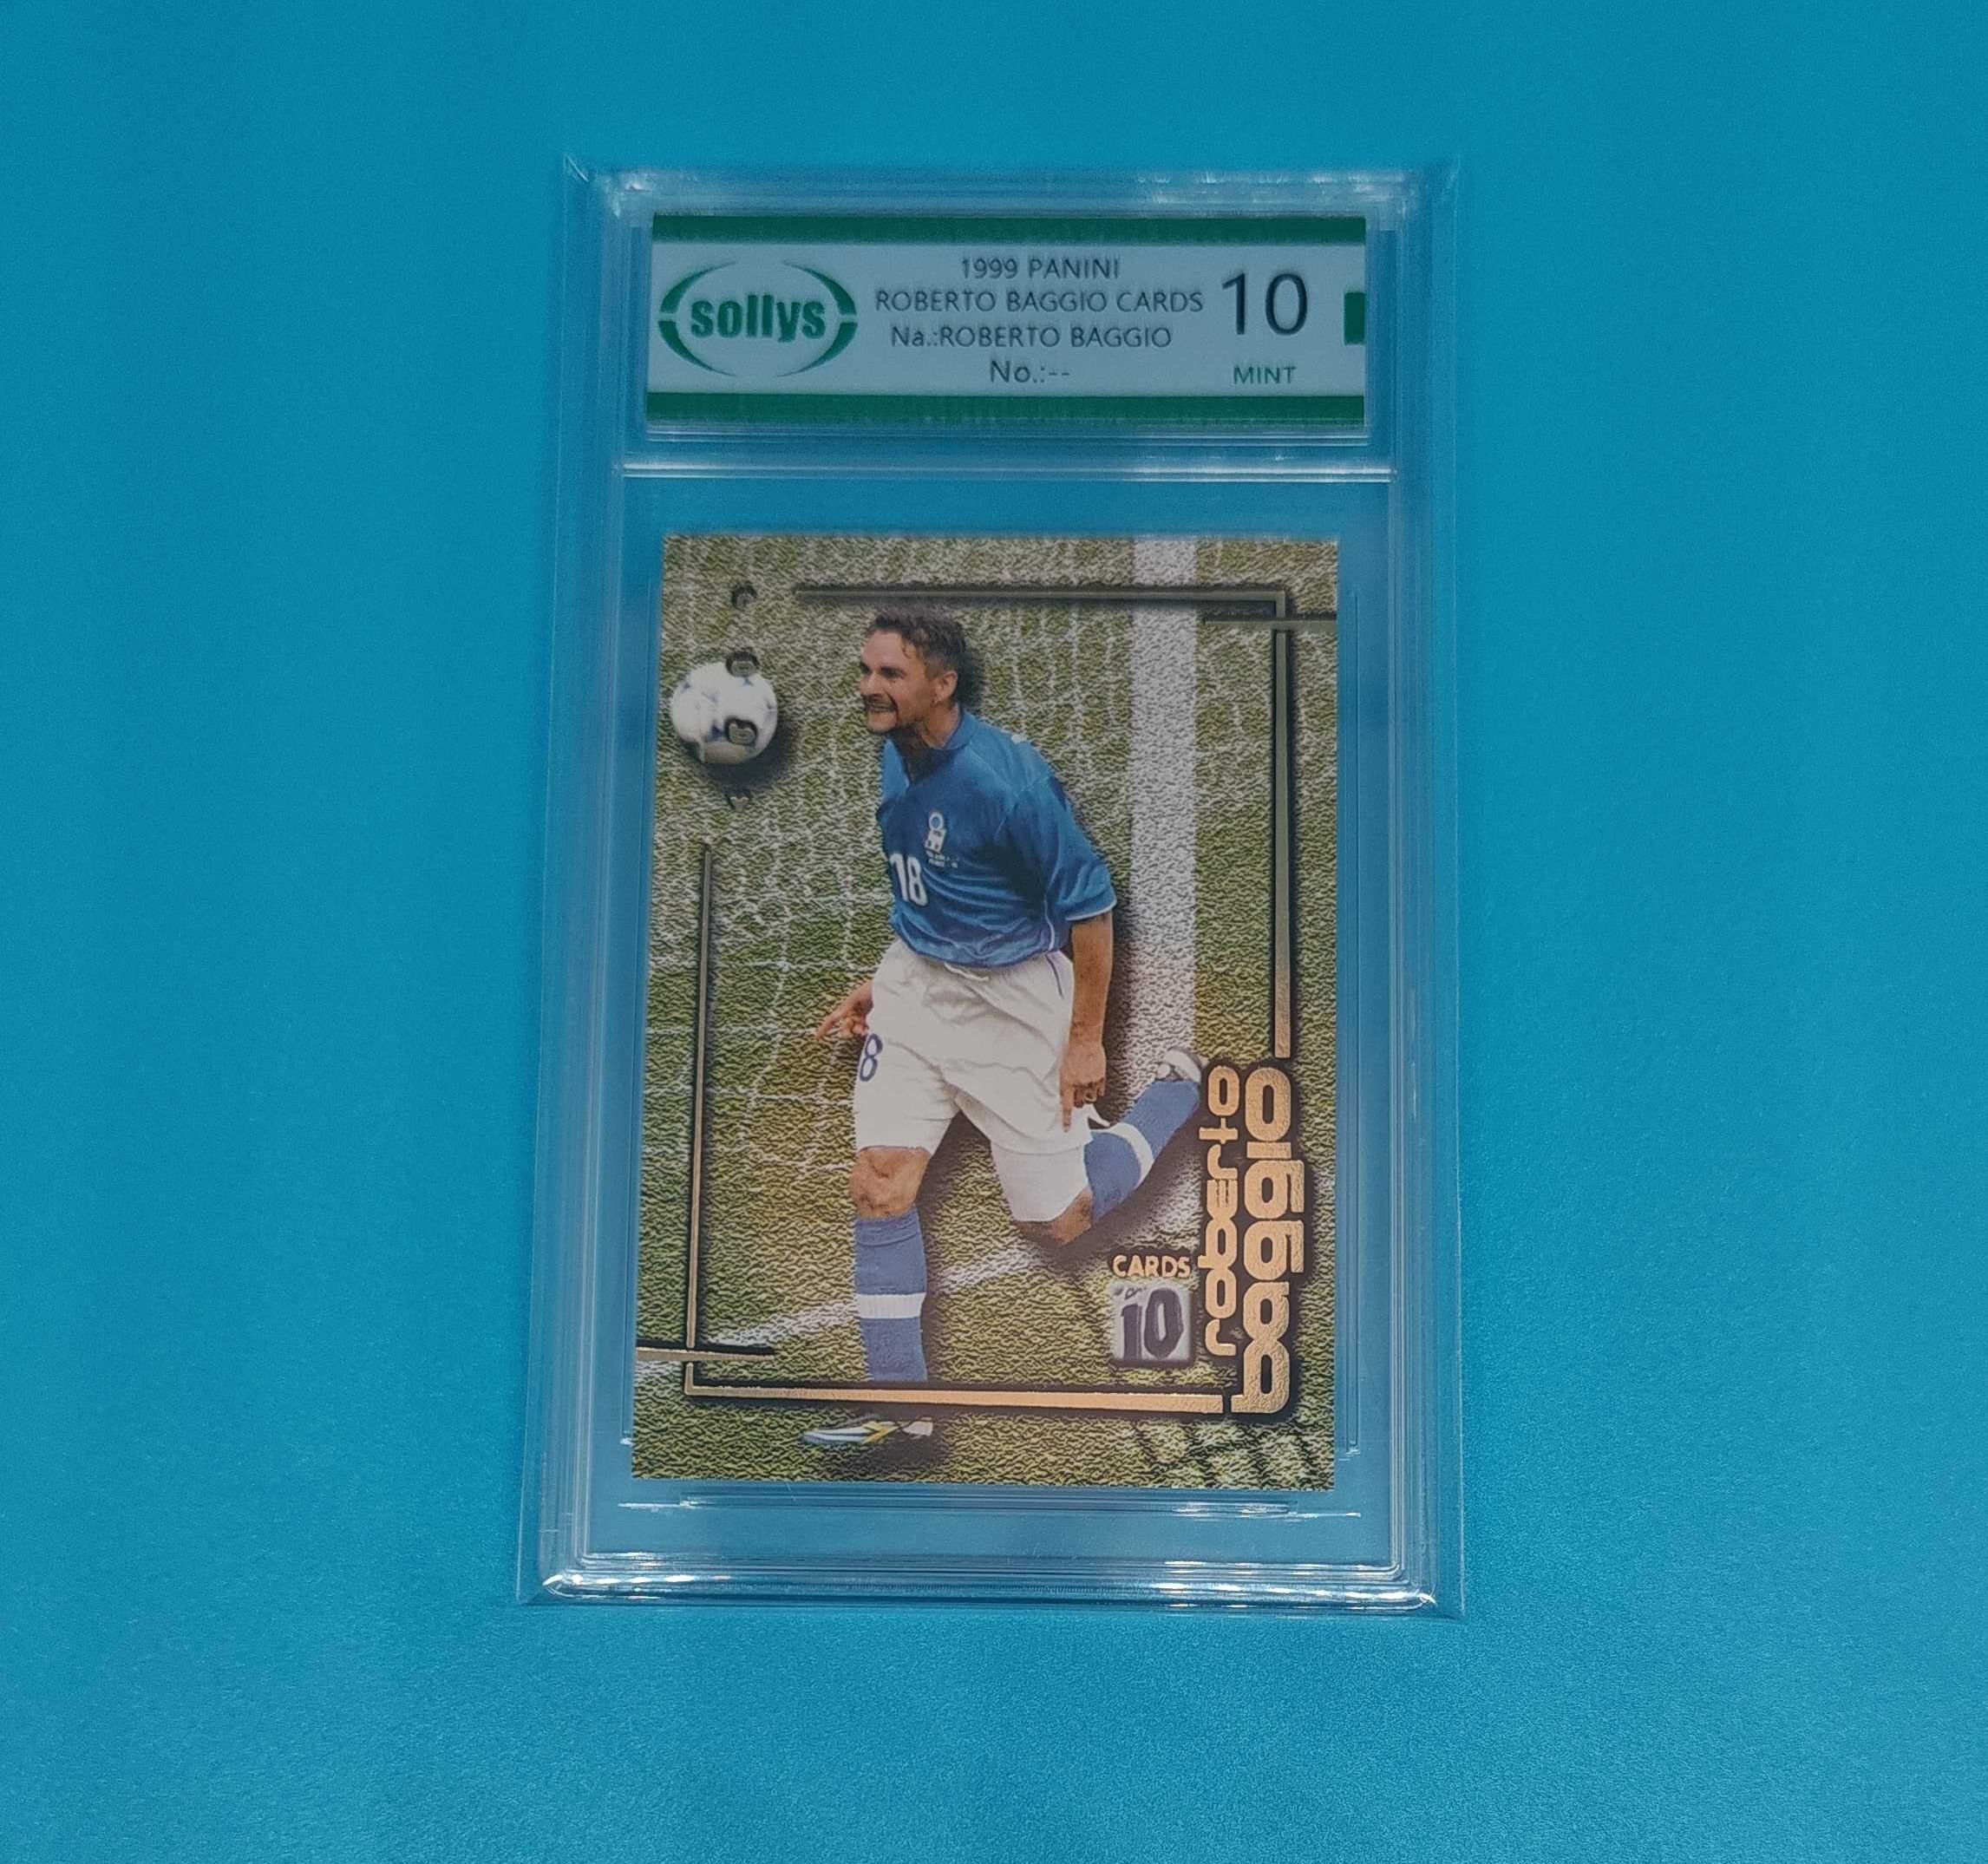 sollys
1999 PANINI
ROBERTO BAGGIO CARDS
Na.:ROBERTO BAGGIO
No.:--
10
MINT
18
8
roberto
baggio
CARDS
10